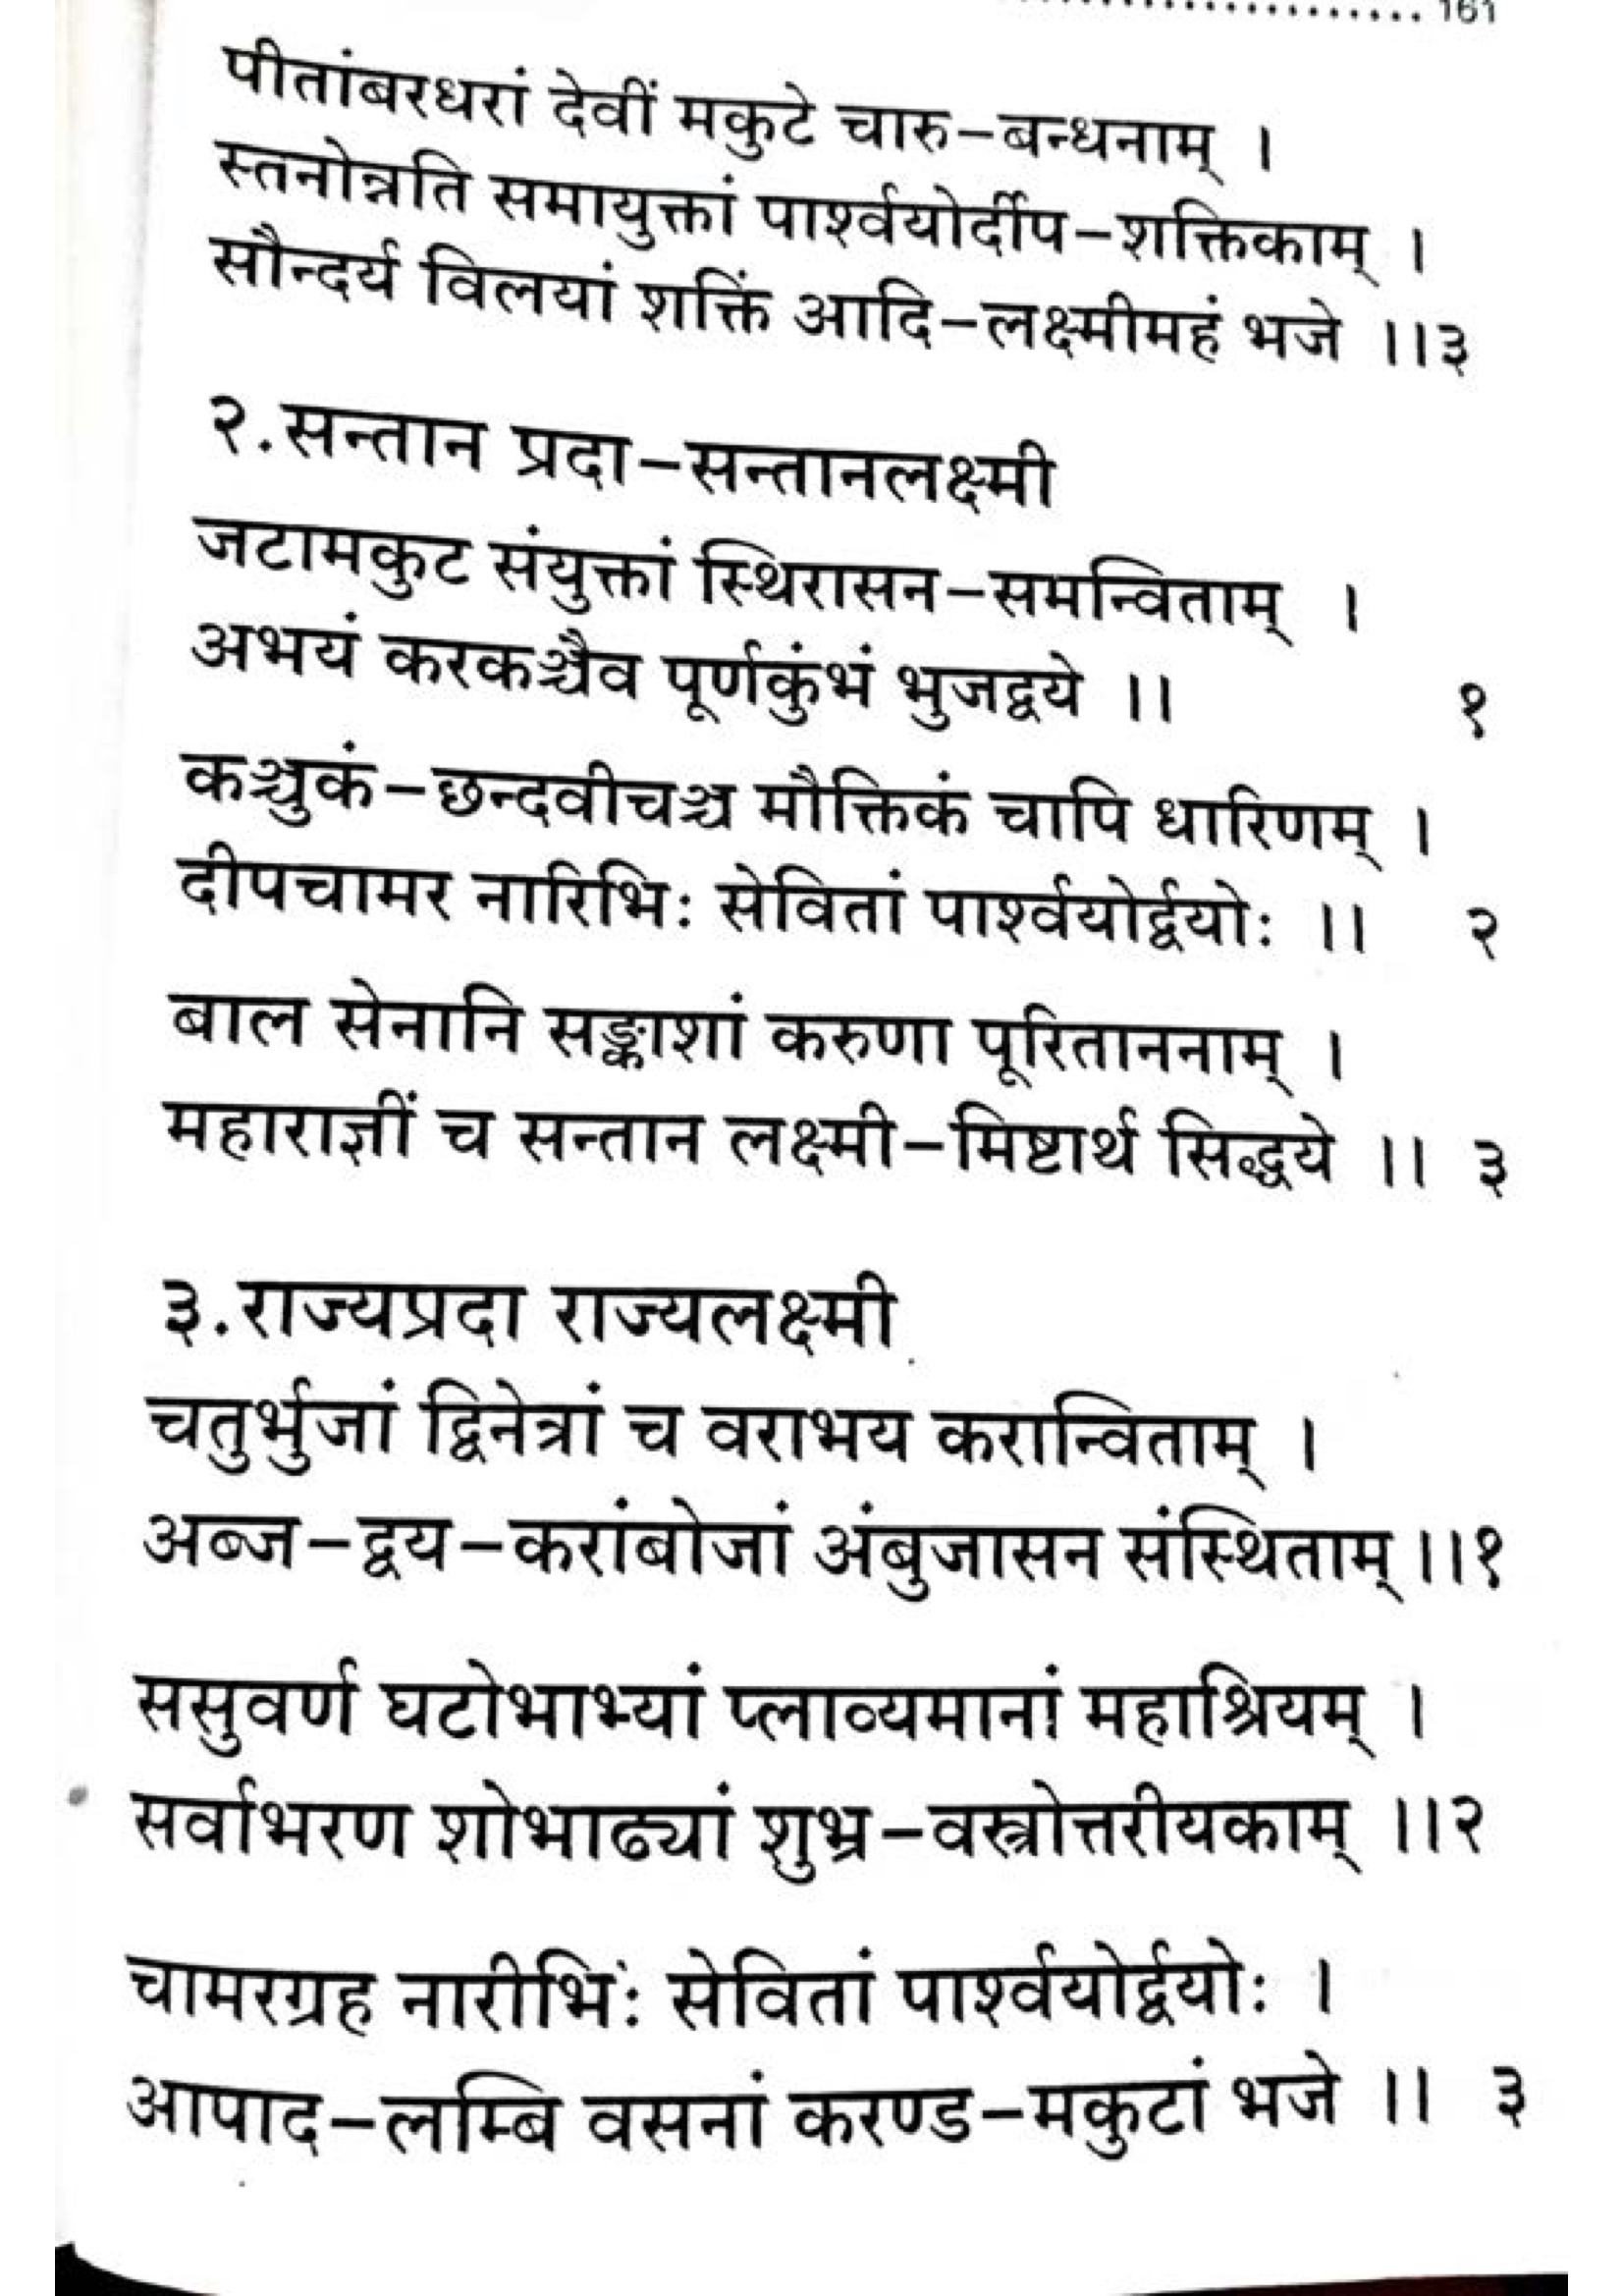 .................... 161
पीतांबरधरां देवीं मकुटे चारु-बन्धनाम् ।
स्तनोन्नति समायुक्तां पार्श्वयोर्दीप-शक्तिकाम् ।
सौन्दर्य विलयां शक्तिं आदि-लक्ष्मीमहं भजे ।।३
२.सन्तान प्रदा-सन्तानलक्ष्मी
जटामकुट संयुक्तां स्थिरासन-समन्विताम् ।
अभयं करकञ्चैव पूर्णकुंभं भुजद्वये ।। १
कञ्चुकं-छन्दवीचञ्च मौक्तिकं चापि धारिणम् ।
दीपचामर नारिभिः सेवितां पार्श्वयोर्द्वयोः ।। २
बाल सेनानि सङ्काशां करुणा पूरिताननाम् ।
महाराज्ञीं च सन्तान लक्ष्मी-मिष्टार्थ सिद्धये ।। ३
३.राज्यप्रदा राज्यलक्ष्मी
चतुर्भुजां द्विनेत्रां च वराभय करान्विताम् ।
अब्ज-द्वय-करांबोजां अंबुजासन संस्थिताम् ।।१
ससुवर्ण घटोभाभ्यां प्लाव्यमानां महाश्रियम् ।
सर्वाभरण शोभाढ्यां शुभ्र-वस्त्रोत्तरीयकाम् ।।२
चामरग्रह नारीभिः सेवितां पार्श्वयोर्द्वयोः ।
आपाद-लम्बि वसनां करण्ड-मकुटां भजे ।। ३